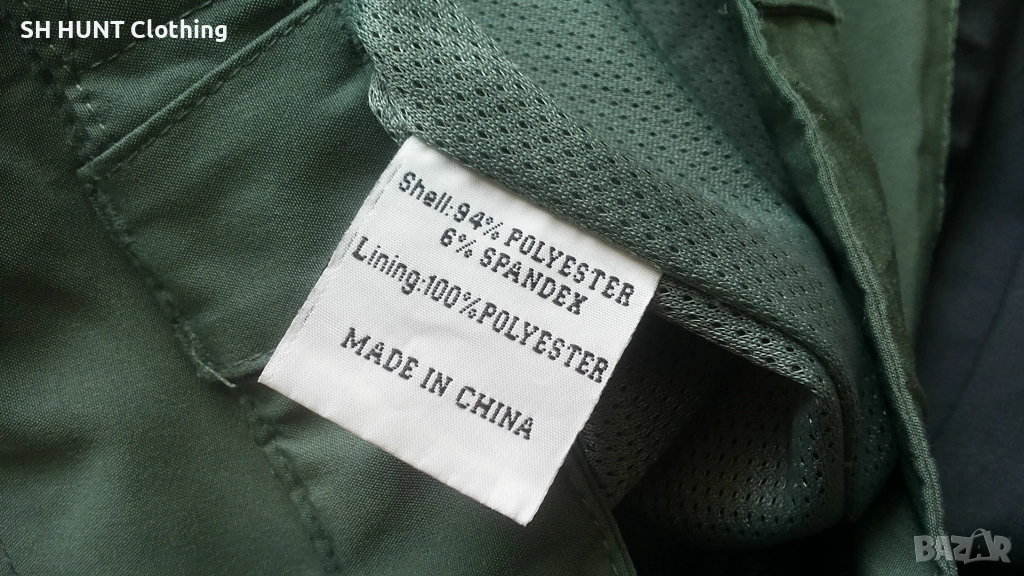 SH HUNT Clothing
Shell:94% POLYESTER
6% SPANDEX
Lining:100%POLYESTER
MADE IN CHINA
BAZAR